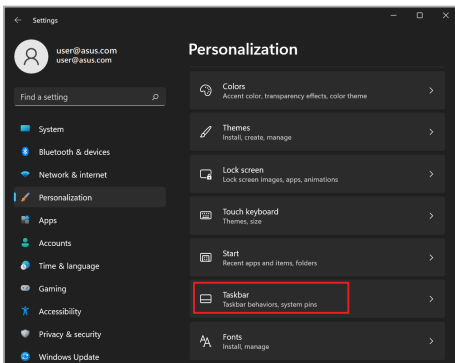 Settings
user@asus.com
user@asus.com
Find a setting
System
Bluetooth & devices
Network & internet
Personalization
Apps
Accounts
Time & language
Gaming
Accessibility
Privacy & security
Windows Update
Personalization
Colors
Accent color, transparency effects, color theme
Themes
Install, create, manage
Lock screen
Lock screen images, apps, animations
Touch keyboard
Themes, size
Start
Recent apps and items, folders
Taskbar
Taskbar behaviors, system pins
Fonts
Install, manage